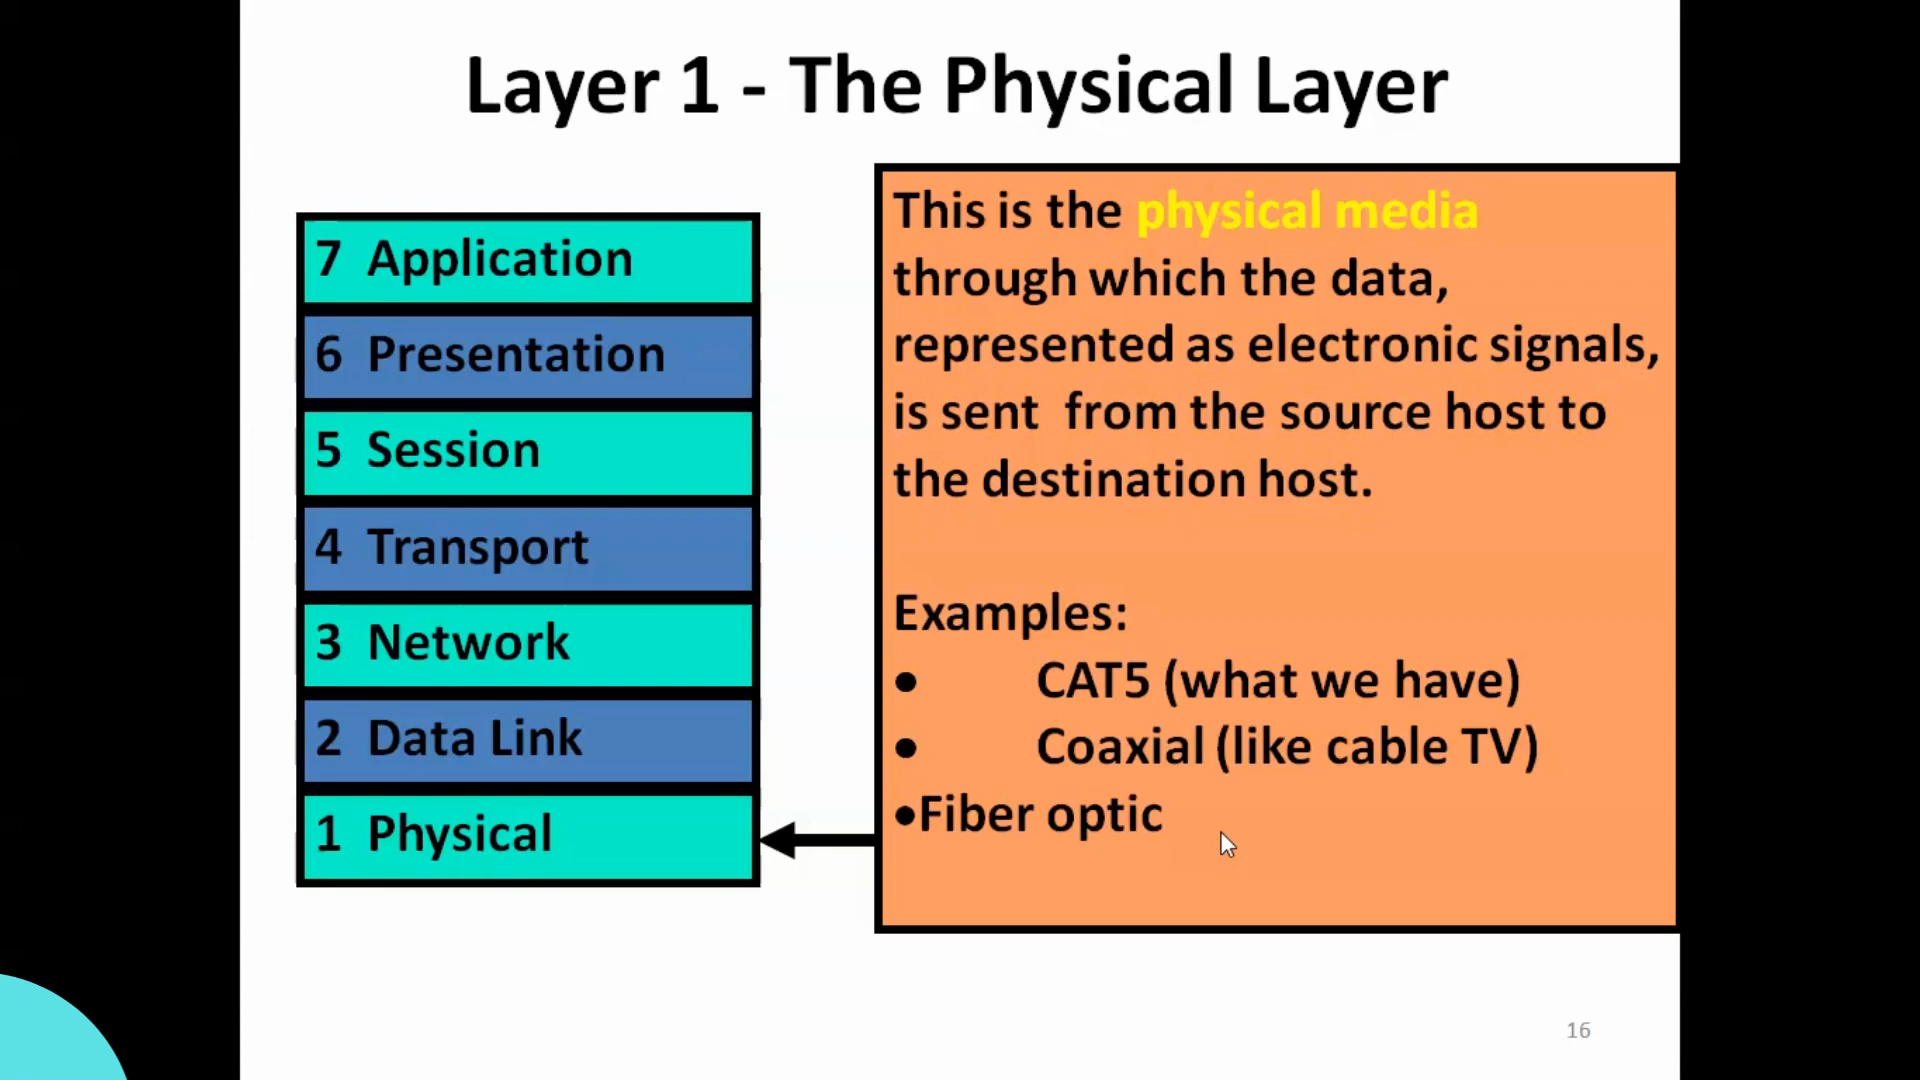 Layer 1 - The Physical Layer
7 Application
6 Presentation
5 Session
4 Transport
3 Network
2 Data Link
1 Physical
This is the physical media
through which the data,
represented as electronic signals,
is sent from the source host to
the destination host.
Examples:
• CAT5 (what we have)
• Coaxial (like cable TV)
•Fiber optic
16